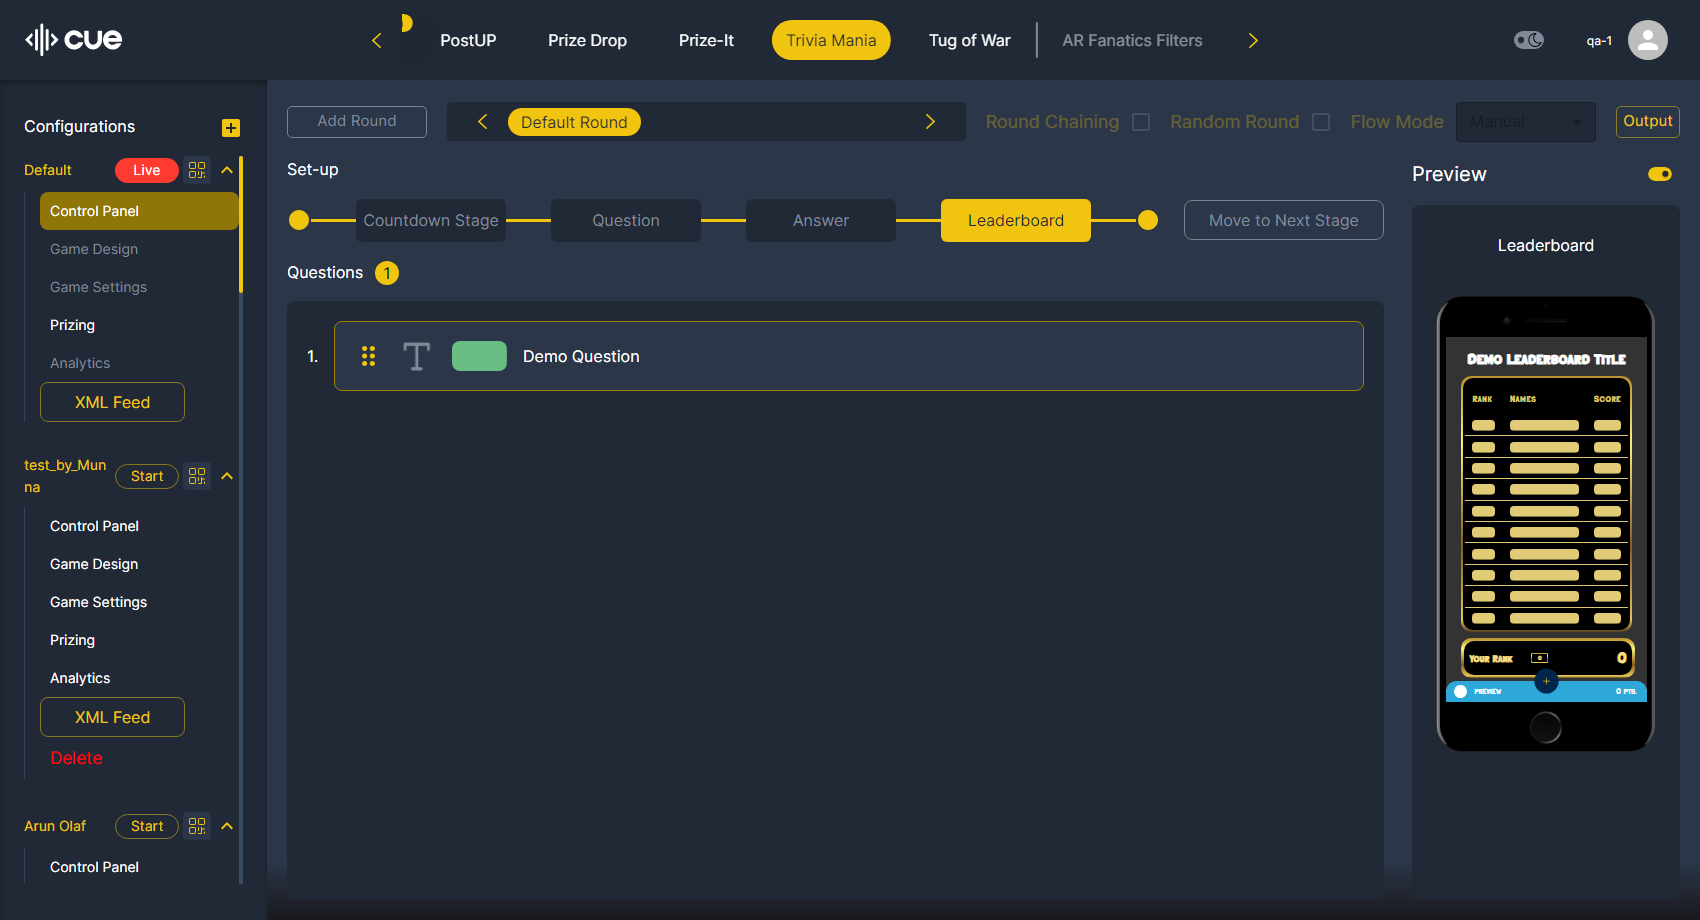 cue
PostUP
Prize Drop
Prize-It
Trivia Mania
Tug of War
AR Fanatics Filters
qa-1
Configurations
Default
Live
Control Panel
Game Design
Game Settings
Prizing
Analytics
XML Feed
test_by_Mun
na
Start
Control Panel
Game Design
Game Settings
Prizing
Analytics
XML Feed
Delete
Arun Olaf
Start
Control Panel
Add Round
Default Round
Round Chaining
Random Round
Flow Mode
Manual
Output
Set-up
Countdown Stage
Question
Answer
Leaderboard
Move to Next Stage
Questions 1
1. T Demo Question
Preview
Leaderboard
Demo Leaderboard Title
Rank Names Score
Your Rank 0 0
PREVIEW 0 PTS.